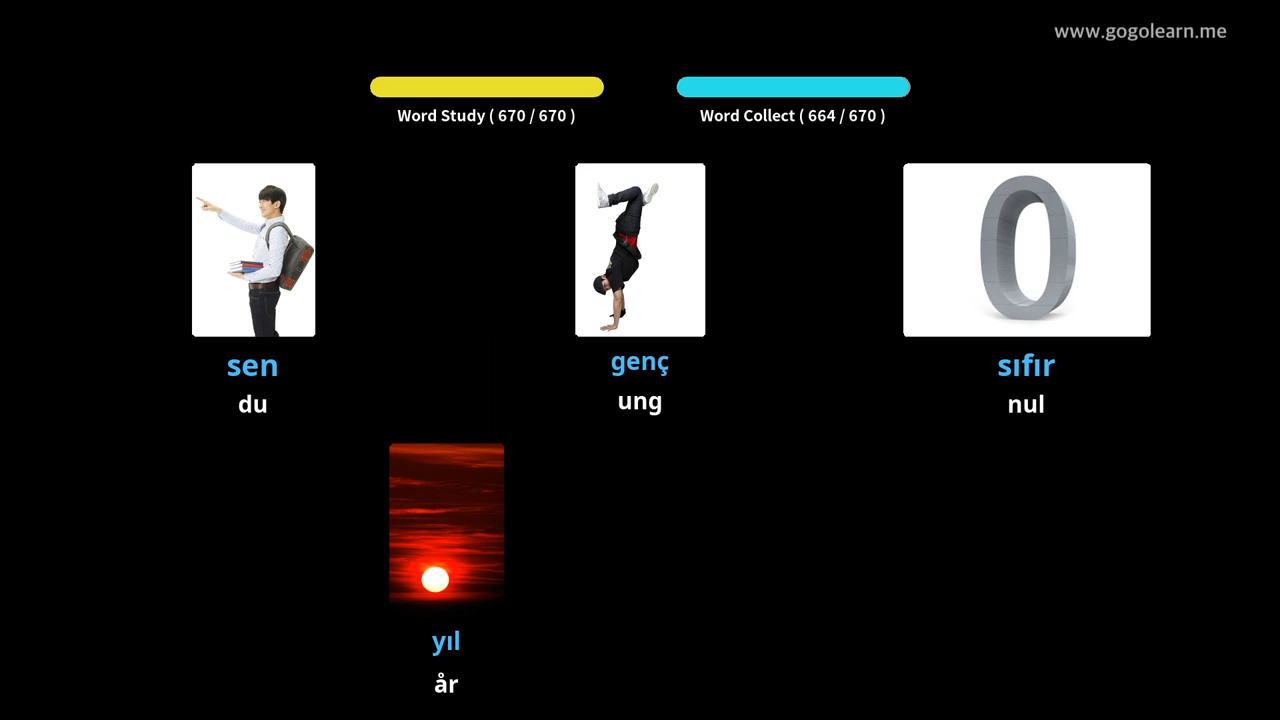 www.gogolearn.me
Word Study ( 670 / 670 )
Word Collect ( 664 / 670 )
0
sen
du
genç
ung
sıfır
nul
yıl
år